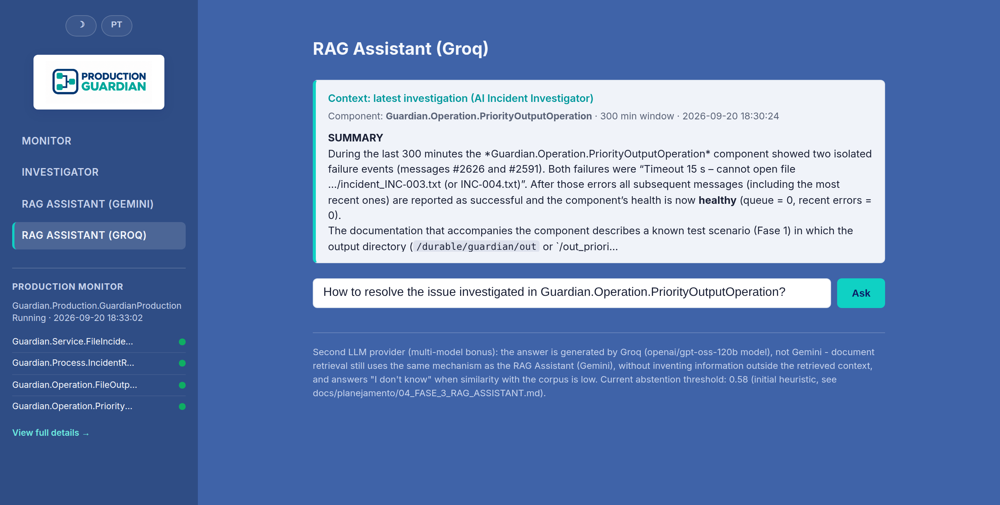 PT
PRODUCTION
GUARDIAN
MONITOR
INVESTIGATOR
RAG ASSISTANT (GEMINI)
RAG ASSISTANT (GROQ)
PRODUCTION MONITOR
Guardian.Production.GuardianProduction
Running · 2026-09-20 18:33:02
Guardian.Service.FileIncide...
Guardian.Process.IncidentR...
Guardian.Operation.FileOutp...
Guardian.Operation.Priority...
View full details →
RAG Assistant (Groq)
Context: latest investigation (AI Incident Investigator)
Component: Guardian.Operation.PriorityOutputOperation · 300 min window · 2026-09-20 18:30:24
SUMMARY
During the last 300 minutes the *Guardian.Operation.PriorityOutputOperation* component showed two isolated
failure events (messages #2626 and #2591). Both failures were “Timeout 15 s – cannot open file
…/incident_INC-003.txt (or INC-004.txt)”. After those errors all subsequent messages (including the most
recent ones) are reported as successful and the component’s health is now healthy (queue = 0, recent errors =
0).
The documentation that accompanies the component describes a known test scenario (Fase 1) in which the
output directory (/durable/guardian/out or `/out_priori...
How to resolve the issue investigated in Guardian.Operation.PriorityOutputOperation?
Ask
Second LLM provider (multi-model bonus): the answer is generated by Groq (openai/gpt-oss-120b model), not Gemini - document
retrieval still uses the same mechanism as the RAG Assistant (Gemini), without inventing information outside the retrieved context,
and answers "I don't know" when similarity with the corpus is low. Current abstention threshold: 0.58 (initial heuristic, see
docs/planejamento/04_FASE_3_RAG_ASSISTANT.md).